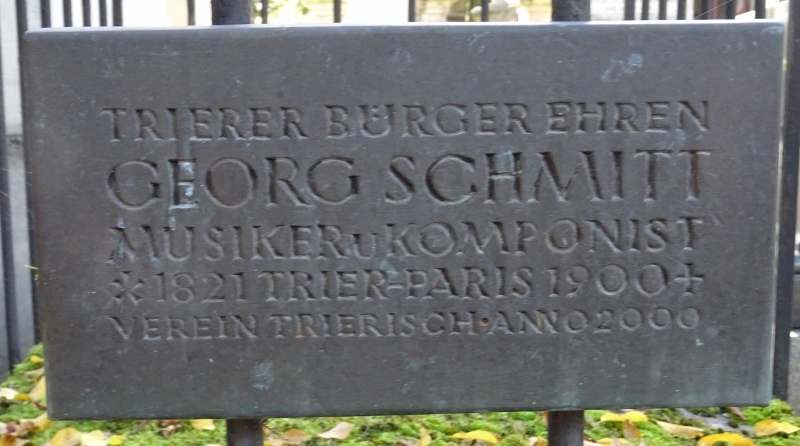 TRIERER BÜRGER EHREN
GEORG SCHMITT
MUSIKER u KOMPONIST
* 1821 TRIER-PARIS 1900 +
VEREIN TRIERISCH · ANNO 2000